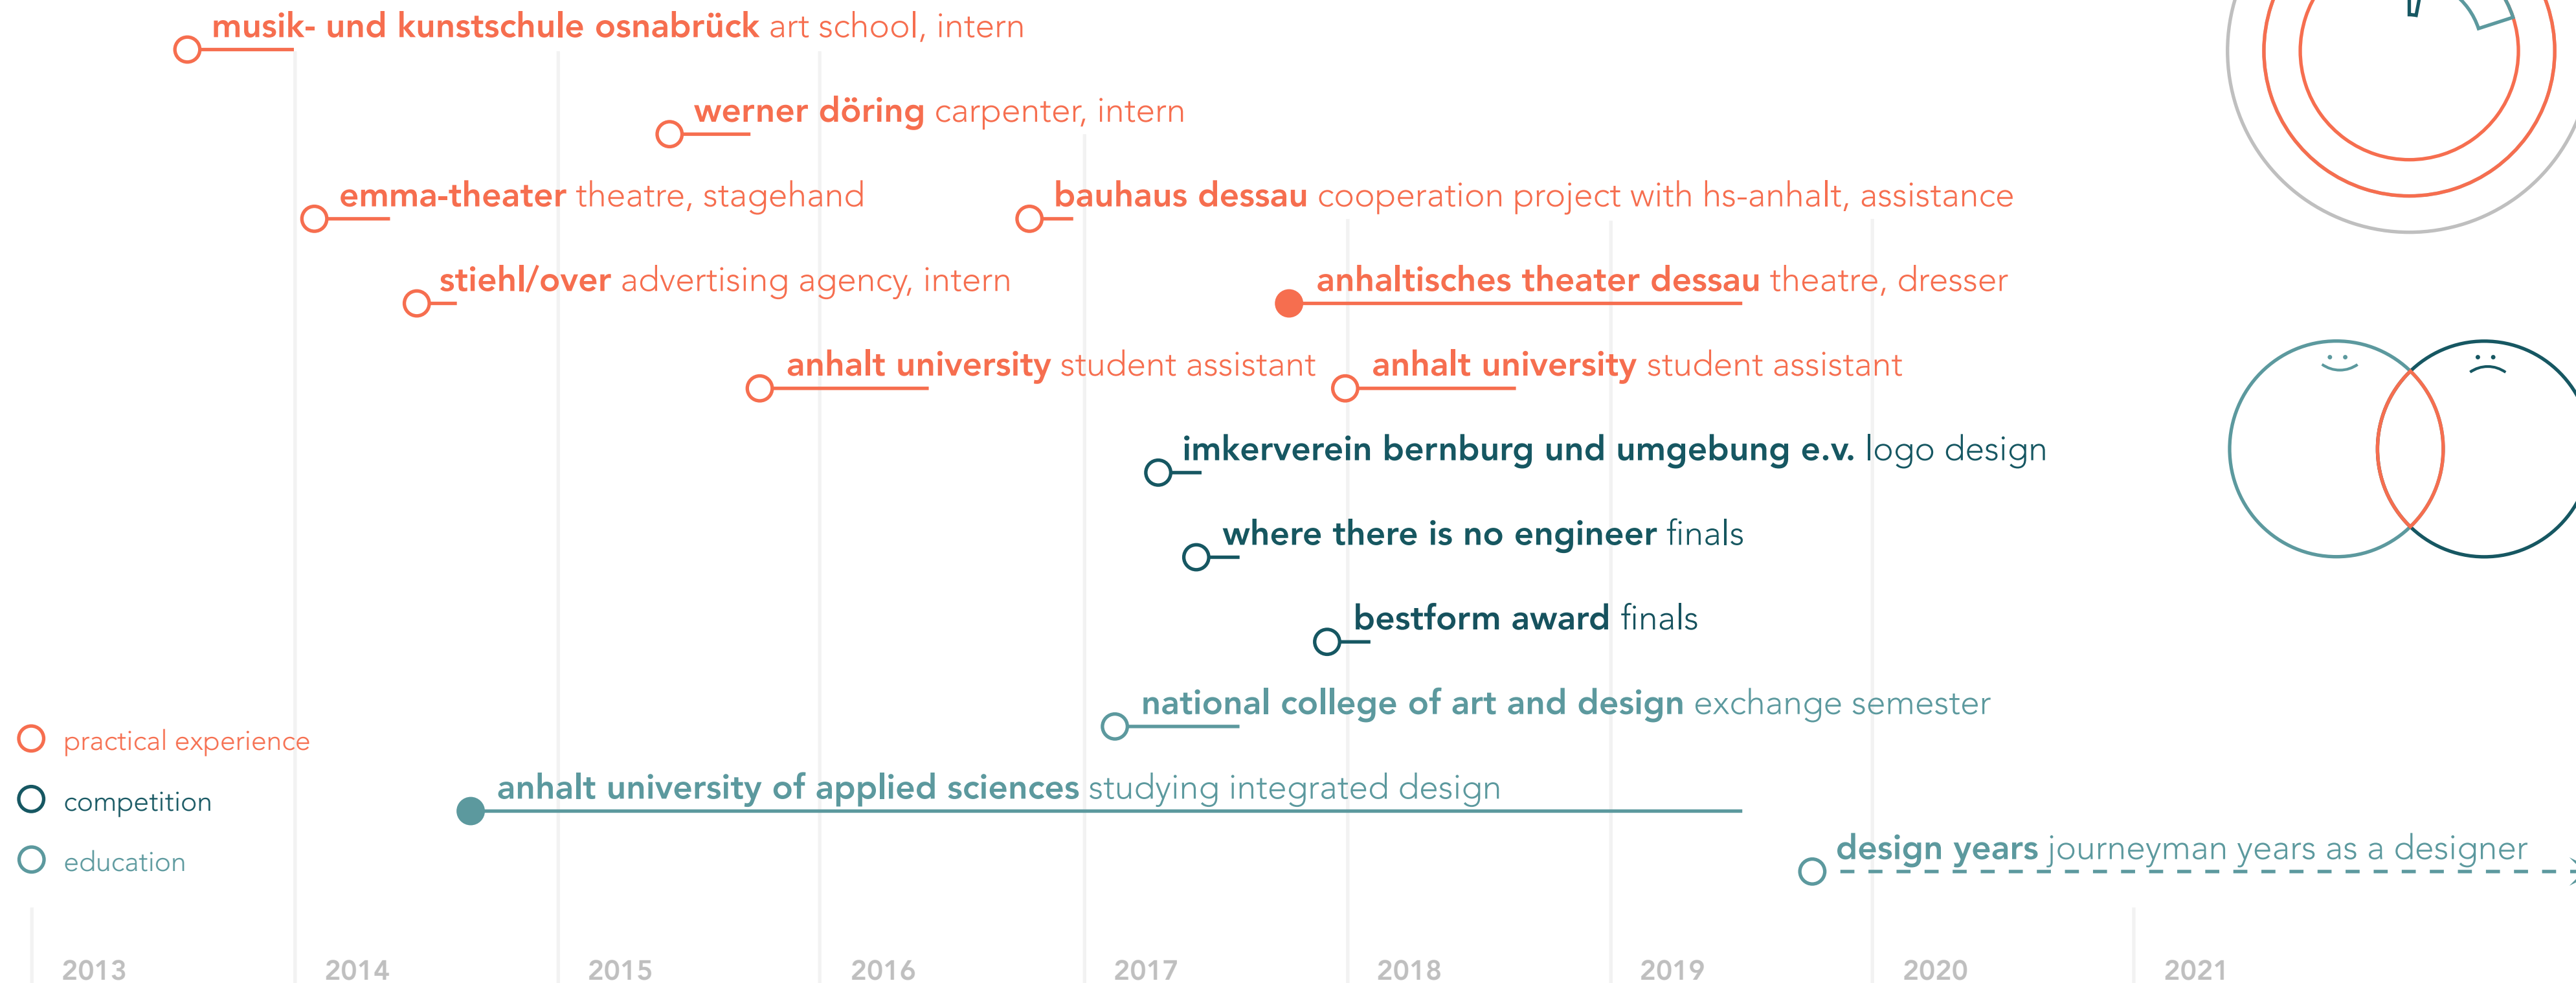 musik- und kunstschule osnabrück art school, intern
werner döring carpenter, intern
emma-theater theatre, stagehand
bauhaus dessau cooperation project with hs-anhalt, assistance
stiehl/over advertising agency, intern
anhaltisches theater dessau theatre, dresser
anhalt university student assistant
anhalt university student assistant
imkerverein bernburg und umgebung e.v. logo design
where there is no engineer finals
bestform award finals
national college of art and design exchange semester
practical experience
anhalt university of applied sciences studying integrated design
competition
design years journeyman years as a designer
education
2013 2014 2015 2016 2017 2018 2019 2020 2021